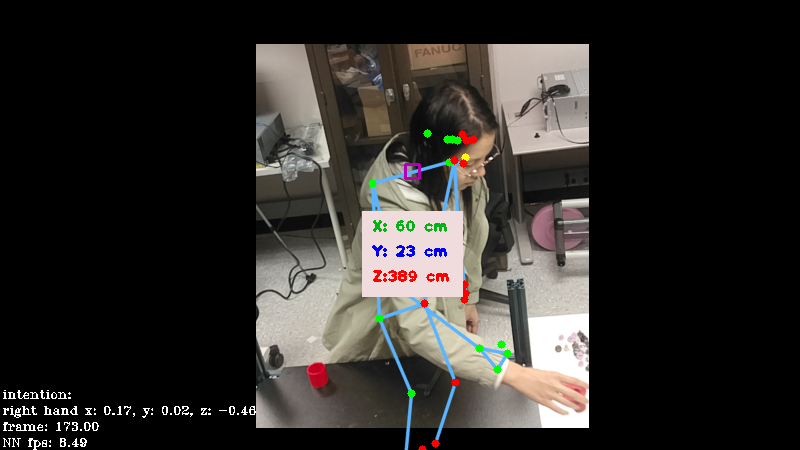 FANUC
X: 60 cm
Y: 23 cm
Z:389 cm
intention:
right hand x: 0.17, y: 0.02, z: -0.46
frame: 173.00
NN fps: 8.49